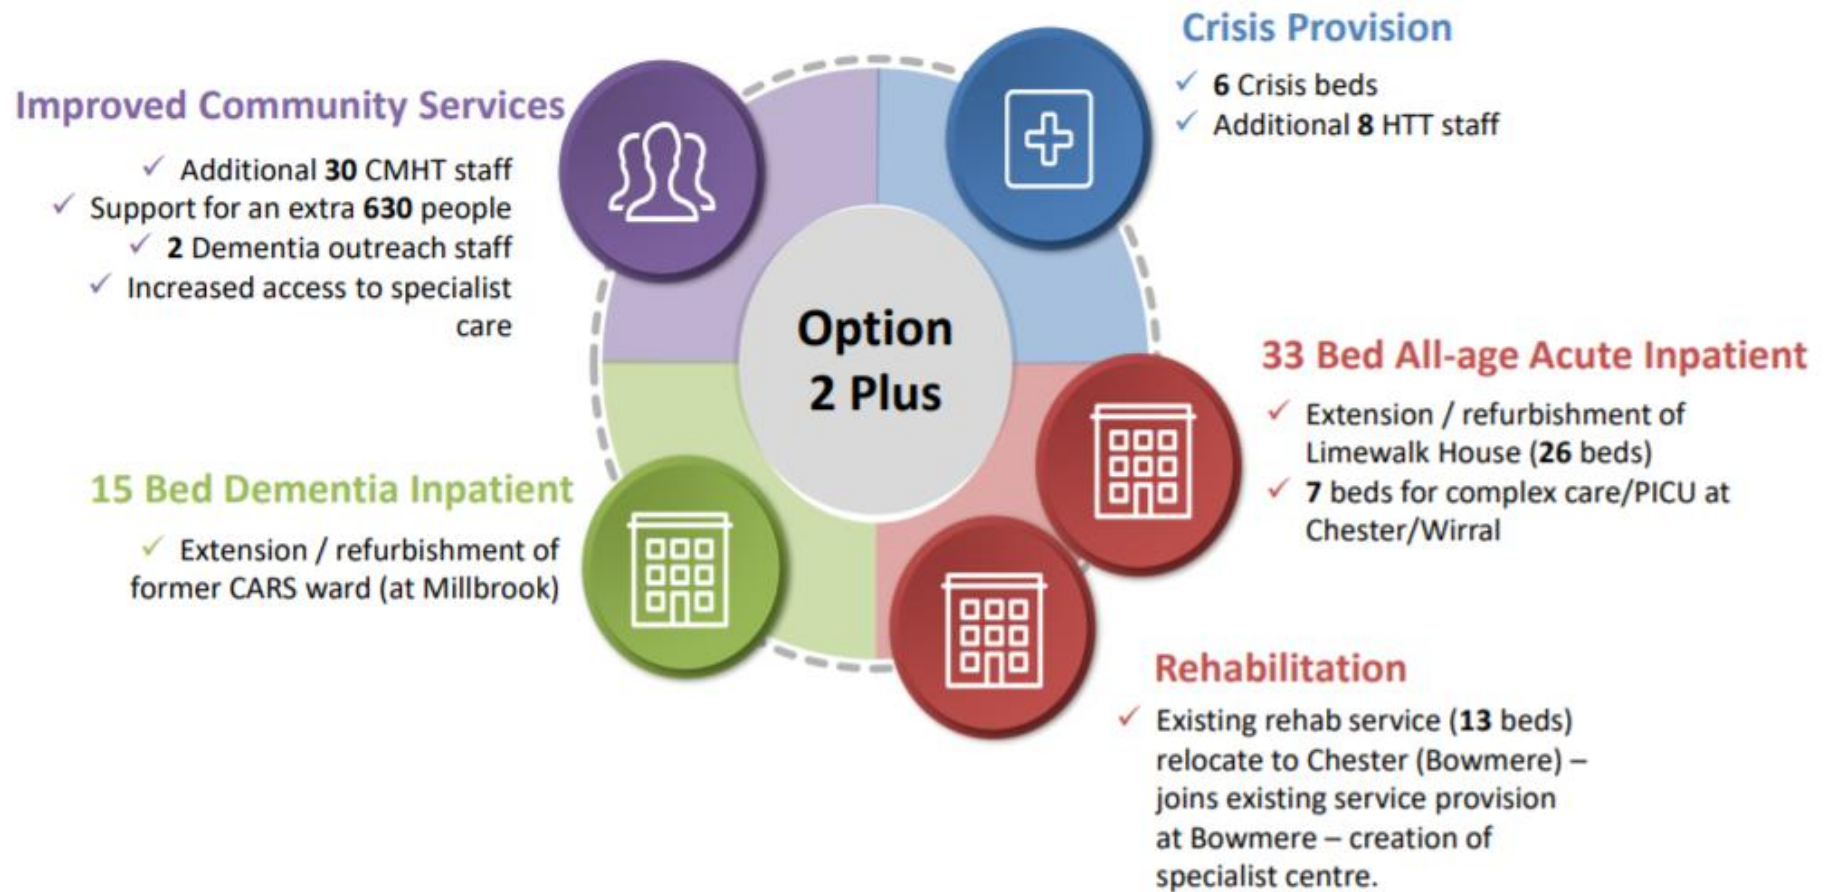 Crisis Provision
✓ 6 Crisis beds
✓ Additional 8 HTT staff
Improved Community Services
✓ Additional 30 CMHT staff
✓ Support for an extra 630 people
✓ 2 Dementia outreach staff
✓ Increased access to specialist
care
Option
2 Plus
33 Bed All-age Acute Inpatient
✓ Extension / refurbishment of
Limewalk House (26 beds)
✓ 7 beds for complex care/PICU at
Chester/Wirral
15 Bed Dementia Inpatient
✓ Extension / refurbishment of
former CARS ward (at Millbrook)
Rehabilitation
✓ Existing rehab service (13 beds)
relocate to Chester (Bowmere) –
joins existing service provision
at Bowmere – creation of
specialist centre.